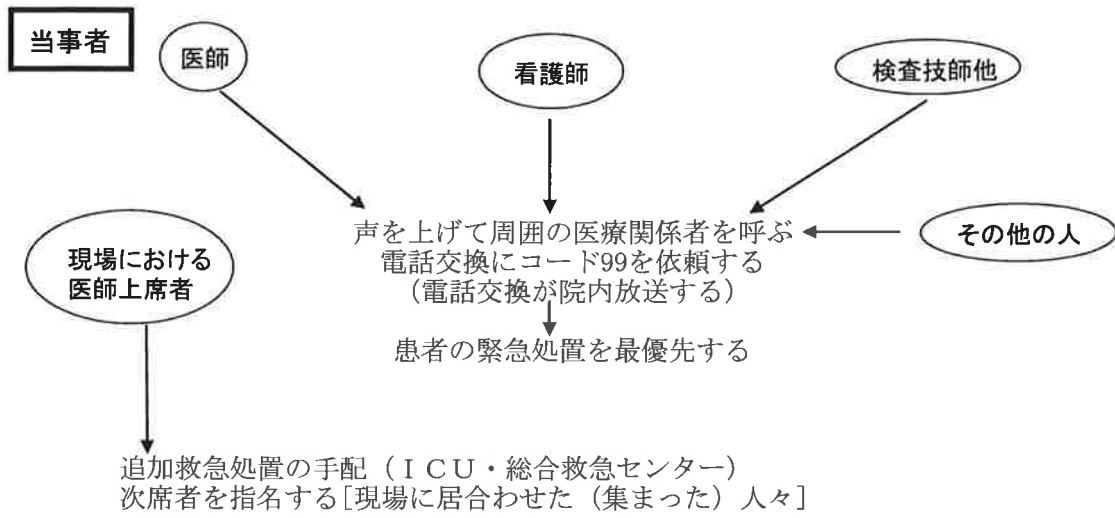 当事者
医師
看護師
検査技師他
声を上げて周囲の医療関係者を呼ぶ
その他の人
電話交換にコード99を依頼する
（電話交換が院内放送する）
患者の緊急処置を最優先する
現場における
医師上席者
追加救急処置の手配（ＩＣＵ・総合救急センター）
次席者を指名する[現場に居合わせた（集まった）人々]